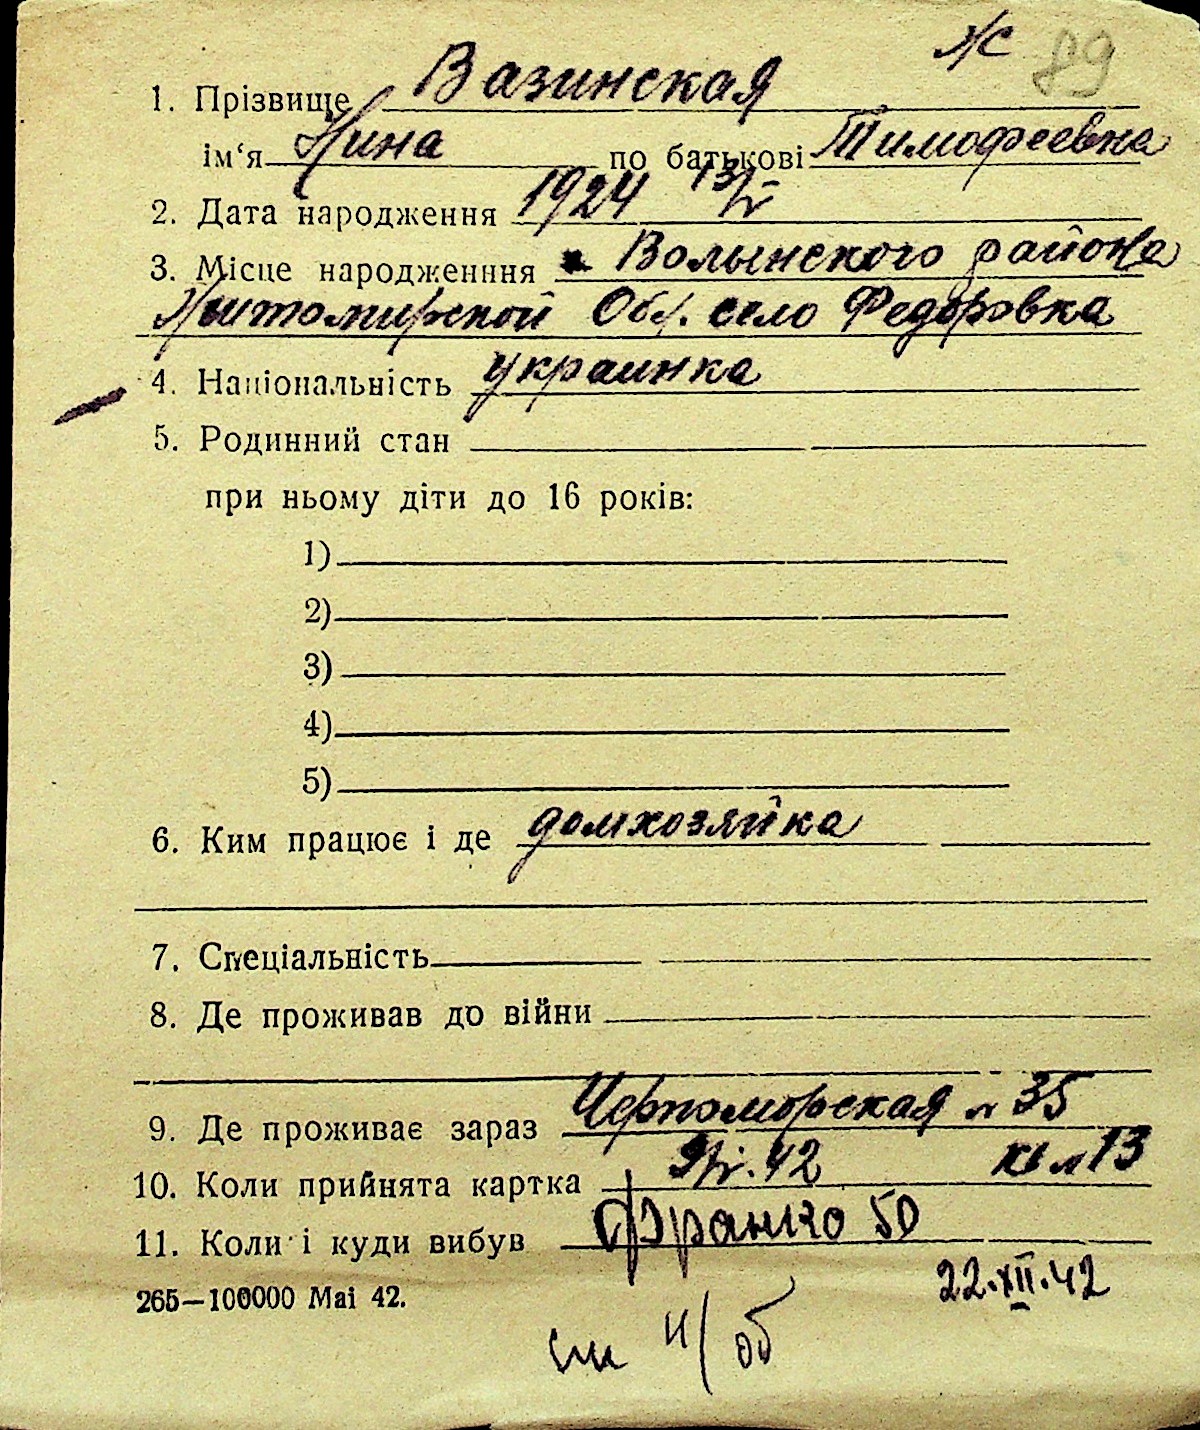 Ж 89
1. Прізвище Вазинская
ім‘я Нина по батькові Тимофеевна
2. Дата народження 1924 13/V
3. Місце народженння Волынского района
Житомирской Обл. село Федоровка
4. Національність украинка
5. Родинний стан
при ньому діти до 16 років:
1)
2)
3)
4)
5)
6. Ким працює і де домхозяйка
7. Спеціальність
8. Де проживав до війни
9. Де проживає зараз Черноморская № 35
10. Коли прийнята картка 9/V.42 кв № 13
11. Коли і куди вибув Франко 50
22.XII.42
265—100000 Mai 42.
см н/об